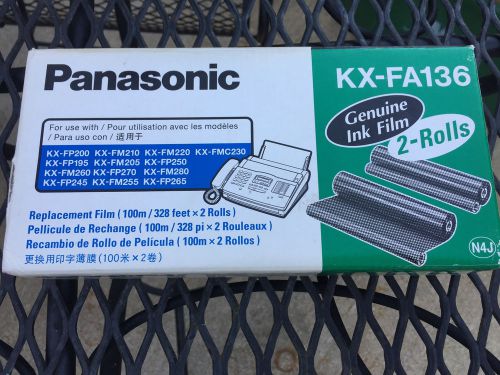 Panasonic
KX-FA136
Genuine
Ink Film
2-Rolls
For use with / Pour utilisation avec les modèles
/ Para uso con / 适用于
KX-FP200 KX-FM210 KX-FM220 KX-FMC230
KX-FP195 KX-FM205 KX-FP250
KX-FM260 KX-FP270 KX-FM280
KX-FP245 KX-FM255 KX-FP265
Replacement Film (100m / 328 feet × 2 Rolls)
Pellicule de Rechange (100m / 328 pi × 2 Rouleaux)
Recambio de Rollo de Película (100m × 2 Rollos)
更换用印字薄膜 (100米 × 2卷)
N4J